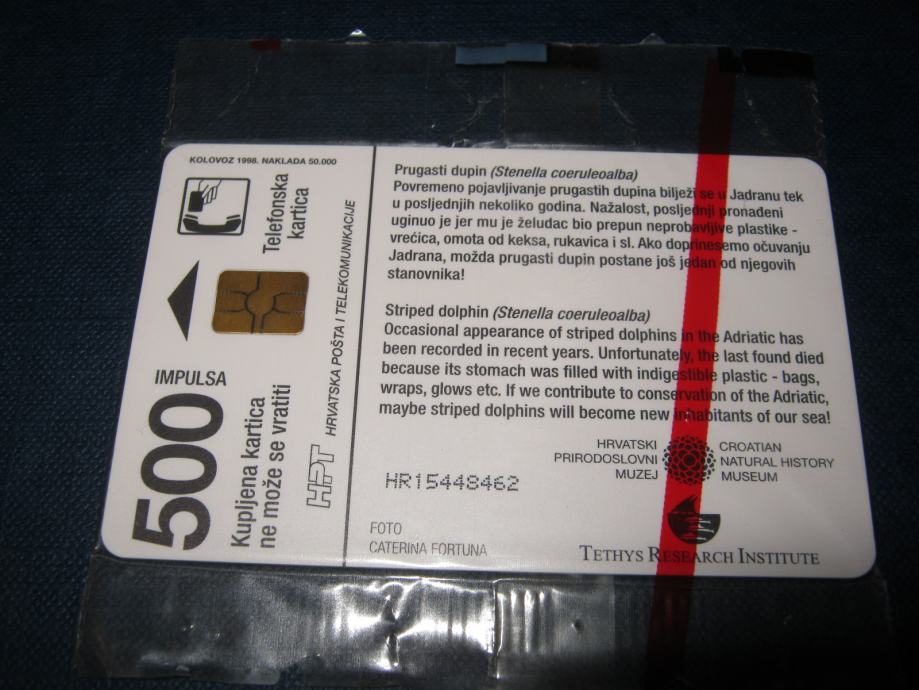 KOLOVOZ 1998. NAKLADA 50.000
Telefonska
kartica
IMPULSA
500
Kupljena kartica
ne može se vratiti
HPT HRVATSKA POŠTA I TELEKOMUNIKACIJE
Prugasti dupin (Stenella coeruleoalba)
Povremeno pojavljivanje prugastih dupina bilježi se u Jadranu tek
u posljednjih nekoliko godina. Nažalost, posljednji pronađeni
uginuo je jer mu je želudac bio prepun neprobavljive plastike -
vrećica, omota od keksa, rukavica i sl. Ako doprinesemo očuvanju
Jadrana, možda prugasti dupin postane još jedan od njegovih
stanovnika!
Striped dolphin (Stenella coeruleoalba)
Occasional appearance of striped dolphins in the Adriatic has
been recorded in recent years. Unfortunately, the last found died
because its stomach was filled with indigestible plastic - bags,
wraps, glows etc. If we contribute to conservation of the Adriatic,
maybe striped dolphins will become new inhabitants of our sea!
HRVATSKI
PRIRODOSLOVNI
MUZEJ
CROATIAN
NATURAL HISTORY
MUSEUM
HR15448462
FOTO
CATERINA FORTUNA
TETHYS RESEARCH INSTITUTE